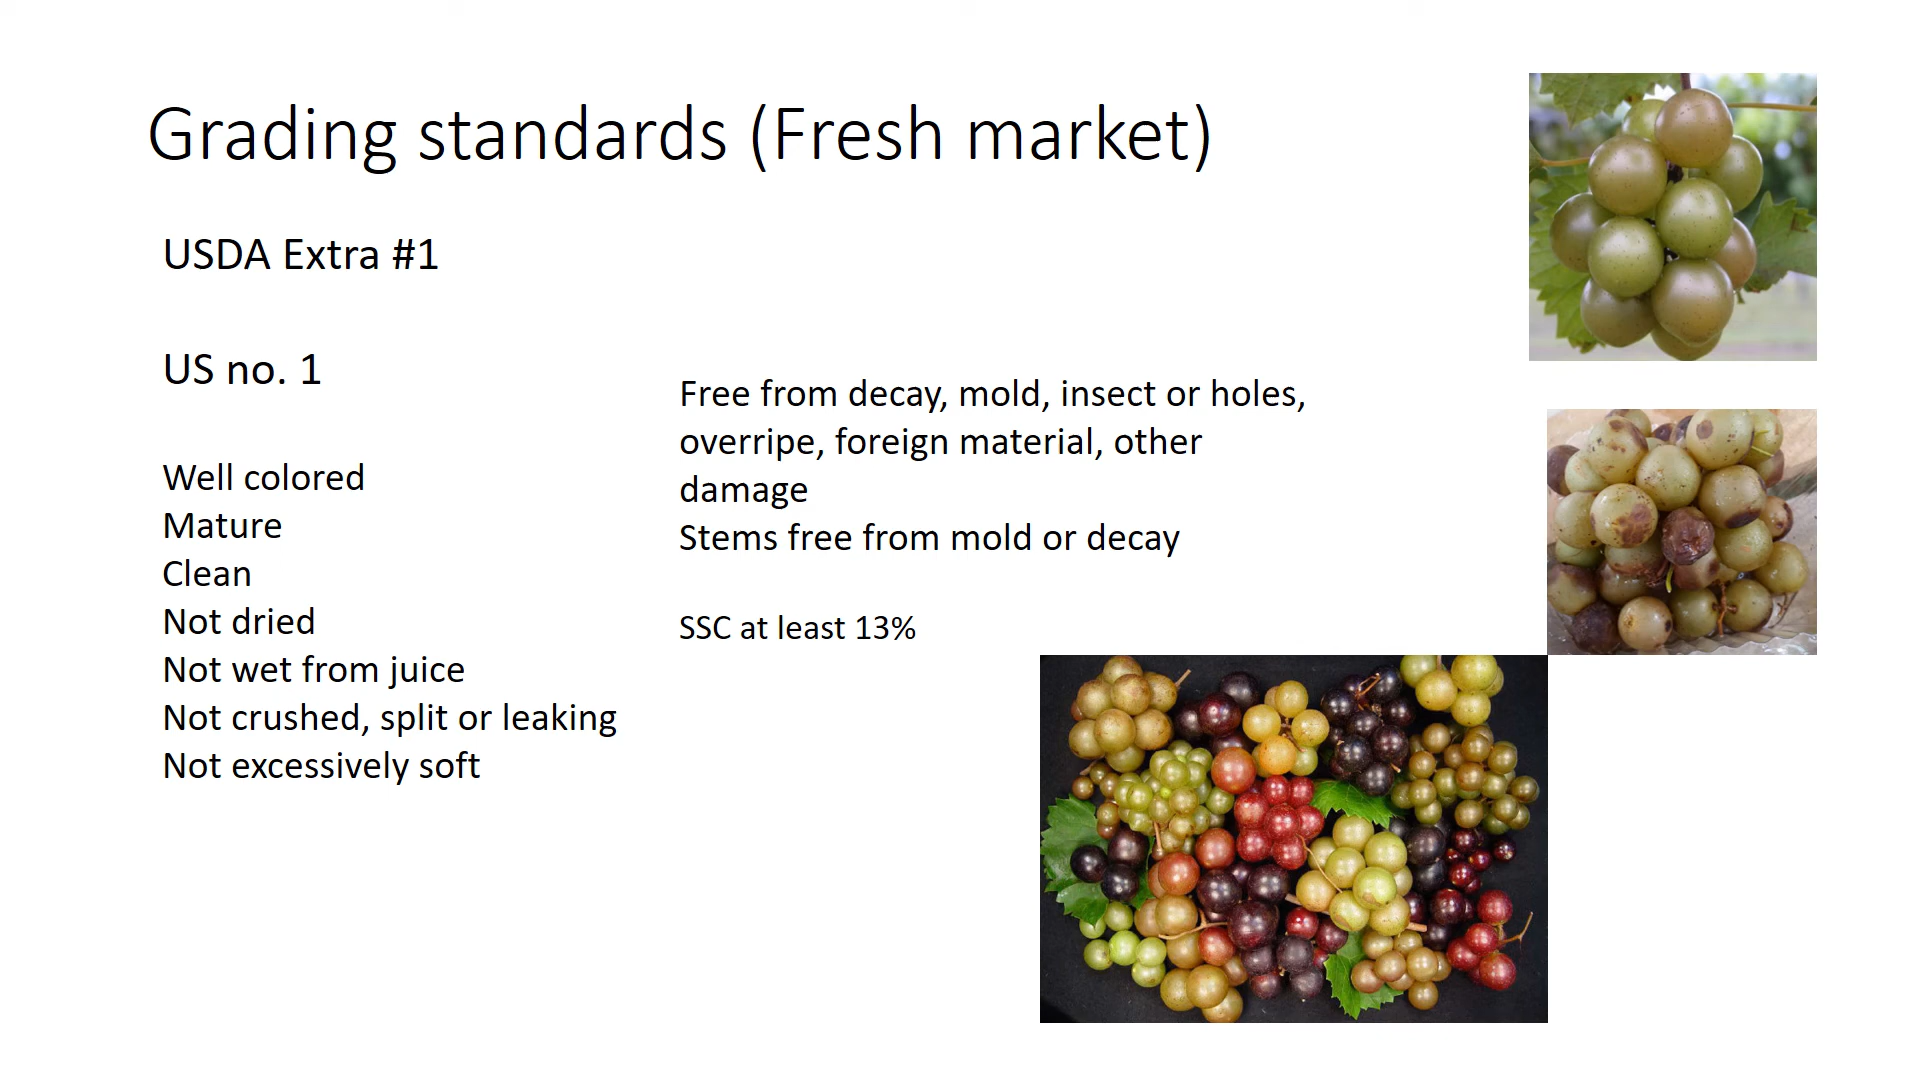 Grading standards (Fresh market)
USDA Extra #1
US no. 1
Well colored
Mature
Clean
Not dried
Not wet from juice
Not crushed, split or leaking
Not excessively soft
Free from decay, mold, insect or holes,
overripe, foreign material, other
damage
Stems free from mold or decay
SSC at least 13%